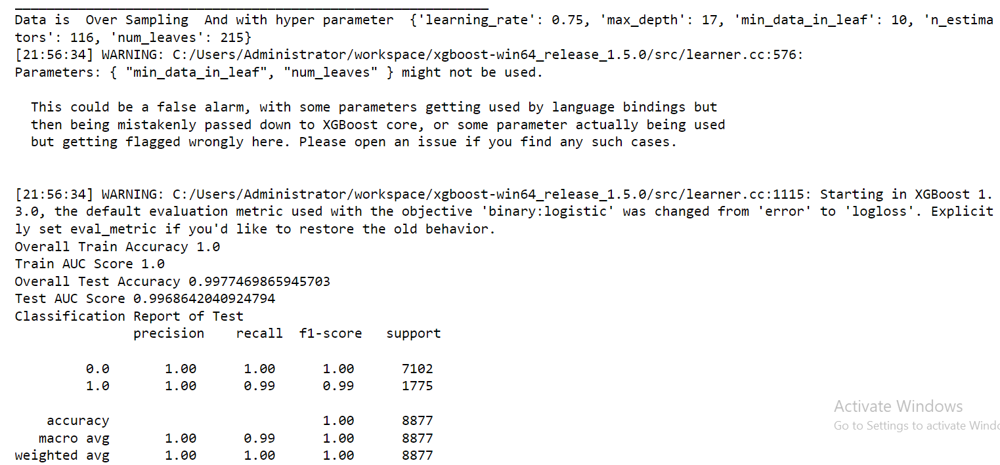 Data is  Over Sampling  And with hyper parameter  {'learning_rate': 0.75, 'max_depth': 17, 'min_data_in_leaf': 10, 'n_estima
tors': 116, 'num_leaves': 215}
[21:56:34] WARNING: C:/Users/Administrator/workspace/xgboost-win64_release_1.5.0/src/learner.cc:576:
Parameters: { "min_data_in_leaf", "num_leaves" } might not be used.
This could be a false alarm, with some parameters getting used by language bindings but
then being mistakenly passed down to XGBoost core, or some parameter actually being used
but getting flagged wrongly here. Please open an issue if you find any such cases.
[21:56:34] WARNING: C:/Users/Administrator/workspace/xgboost-win64_release_1.5.0/src/learner.cc:1115: Starting in XGBoost 1.
3.0, the default evaluation metric used with the objective 'binary:logistic' was changed from 'error' to 'logloss'. Explicit
ly set eval_metric if you'd like to restore the old behavior.
Overall Train Accuracy 1.0
Train AUC Score 1.0
Overall Test Accuracy 0.9977469865945703
Test AUC Score 0.9968642040924794
Classification Report of Test
precision    recall  f1-score   support
0.0       1.00      1.00      1.00      7102
1.0       1.00      0.99      0.99      1775
accuracy                           1.00      8877
macro avg       1.00      0.99      1.00      8877
weighted avg       1.00      1.00      1.00      8877
Activate Windows
Go to Settings to activate Windo